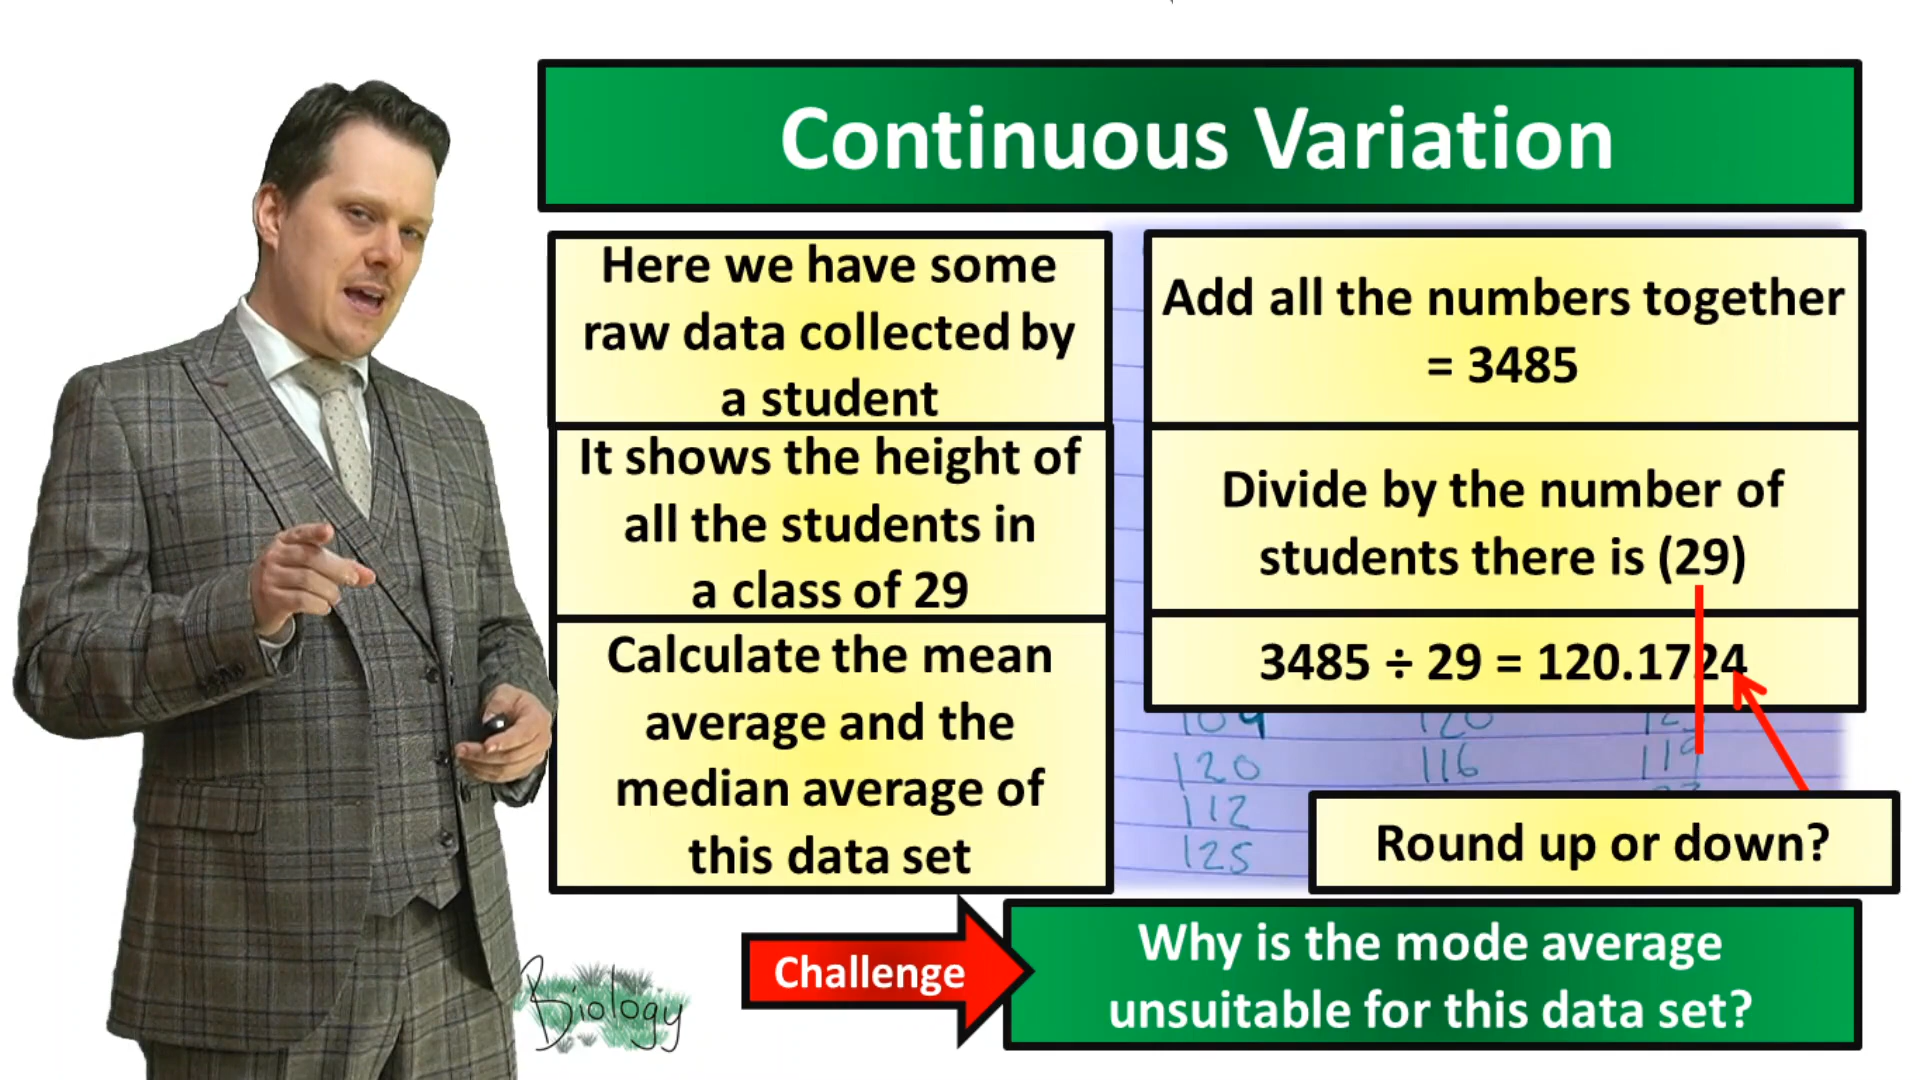 Continuous Variation
Here we have some
raw data collected by
a student
It shows the height of
all the students in
a class of 29
Calculate the mean
average and the
median average of
this data set
Add all the numbers together
= 3485
Divide by the number of
students there is (29)
3485 ÷ 29 = 120.1724
109 120
120 116 119
112
125
Round up or down?
Challenge
Why is the mode average
unsuitable for this data set?
Biology